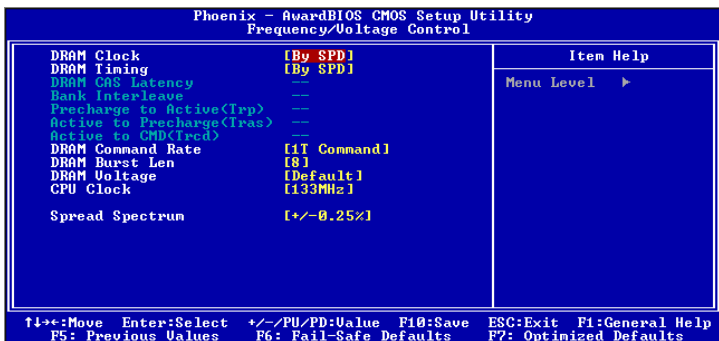 Phoenix - AwardBIOS CMOS Setup Utility
Frequency/Voltage Control
DRAM Clock [By SPD]
DRAM Timing [By SPD]
DRAM CAS Latency --
Bank Interleave --
Precharge to Active(Trp) --
Active to Precharge(Tras) --
Active to CMD(Trcd) --
DRAM Command Rate [1T Command]
DRAM Burst Len [8]
DRAM Voltage [Default]
CPU Clock [133MHz]
Spread Spectrum [+/-0.25%]
Item Help
Menu Level ▶
↑↓→←:Move Enter:Select +/-/PU/PD:Value F10:Save ESC:Exit F1:General Help
F5: Previous Values F6: Fail-Safe Defaults F7: Optimized Defaults